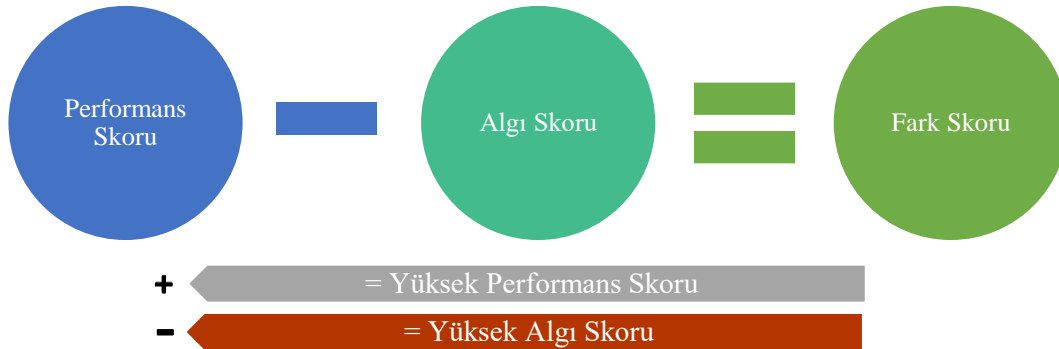 Performans
Skoru
Algı Skoru
Fark Skoru
+ = Yüksek Performans Skoru
- = Yüksek Algı Skoru